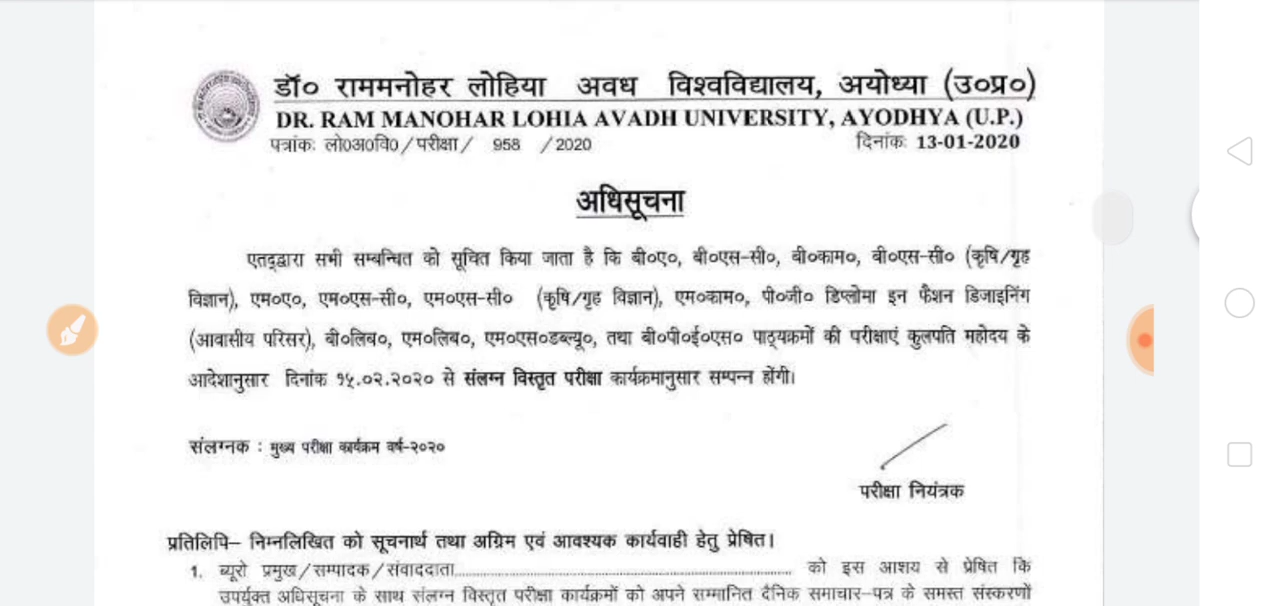 डॉ० राममनोहर लोहिया अवध विश्वविद्यालय, अयोध्या (उ०प्र०)
DR. RAM MANOHAR LOHIA AVADH UNIVERSITY, AYODHYA (U.P.)
पत्रांकः लो०अ०वि०/परीक्षा/ 958 /2020 दिनांकः 13-01-2020
अधिसूचना
एतद्द्वारा सभी सम्बन्धित को सूचित किया जाता है कि बी०ए०, बी०एस-सी०, बी०काम०, बी०एस-सी० (कृषि/गृह
विज्ञान), एम०ए०, एम०एस-सी०, एम०एस-सी० (कृषि/गृह विज्ञान), एम०काम०, पी०जी० डिप्लोमा इन फैशन डिजाइनिंग
(आवासीय परिसर), बी०लिब०, एम०लिब०, एम०एस०डब्ल्यू०, तथा बी०पी०ई०एस० पाठ्यक्रमों की परीक्षाएं कुलपति महोदय के
आदेशानुसार दिनांक १५.०२.२०२० से संलग्न विस्तृत परीक्षा कार्यक्रमानुसार सम्पन्न होंगी।
संलग्नक : मुख्य परीक्षा कार्यक्रम वर्ष-२०२०
परीक्षा नियंत्रक
प्रतिलिपि– निम्नलिखित को सूचनार्थ तथा अग्रिम एवं आवश्यक कार्यवाही हेतु प्रेषित।
1. ब्यूरो प्रमुख/सम्पादक/संवाददाता................................................ को इस आशय से प्रेषित कि
उपर्युक्त अधिसूचना के साथ संलग्न विस्तृत परीक्षा कार्यक्रमों को अपने सम्मानित दैनिक समाचार-पत्र के समस्त संस्करणों